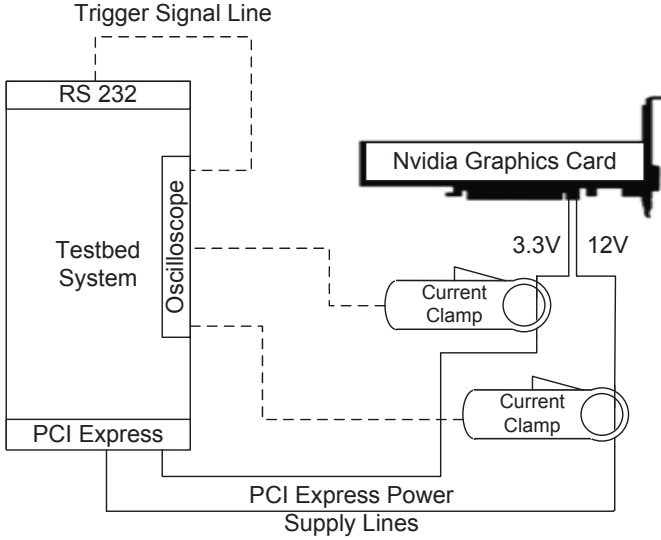 Trigger Signal Line
RS 232
Nvidia Graphics Card
Oscilloscope
Testbed
System
3.3V
12V
Current
Clamp
Current
Clamp
PCI Express
PCI Express Power
Supply Lines